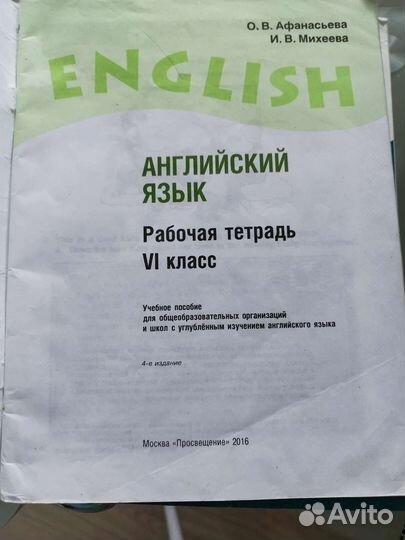 О. В. Афанасьева
И. В. Михеева
ENGLISH
АНГЛИЙСКИЙ
ЯЗЫК
Рабочая тетрадь
VI класс
Учебное пособие
для общеобразовательных организаций
и школ с углублённым изучением английского языка
4-е издание
Москва «Просвещение» 2016
Avito